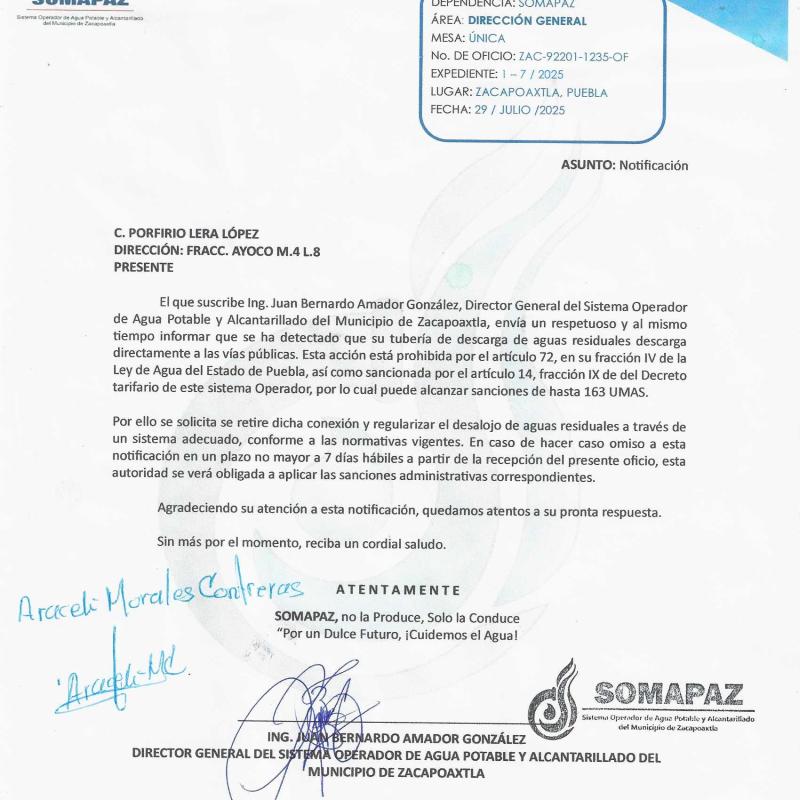 SOMAPAZ
Sistema Operador de Agua Potable y Alcantarillado
del Municipio de Zacapoaxtla
DEPENDENCIA: SOMAPAZ
ÁREA: DIRECCIÓN GENERAL
MESA: ÚNICA
No. DE OFICIO: ZAC-92201-1235-OF
EXPEDIENTE: 1 – 7 / 2025
LUGAR: ZACAPOAXTLA, PUEBLA
FECHA: 29 / JULIO /2025
ASUNTO: Notificación
C. PORFIRIO LERA LÓPEZ
DIRECCIÓN: FRACC. AYOCO M.4 L.8
PRESENTE
El que suscribe Ing. Juan Bernardo Amador González, Director General del Sistema Operador
de Agua Potable y Alcantarillado del Municipio de Zacapoaxtla, envía un respetuoso y al mismo
tiempo informar que se ha detectado que su tubería de descarga de aguas residuales descarga
directamente a las vías públicas. Esta acción está prohibida por el artículo 72, en su fracción IV de la
Ley de Agua del Estado de Puebla, así como sancionada por el artículo 14, fracción IX de del Decreto
tarifario de este sistema Operador, por lo cual puede alcanzar sanciones de hasta 163 UMAS.
Por ello se solicita se retire dicha conexión y regularizar el desalojo de aguas residuales a través de
un sistema adecuado, conforme a las normativas vigentes. En caso de hacer caso omiso a esta
notificación en un plazo no mayor a 7 días hábiles a partir de la recepción del presente oficio, esta
autoridad se verá obligada a aplicar las sanciones administrativas correspondientes.
Agradeciendo su atención a esta notificación, quedamos atentos a su pronta respuesta.
Sin más por el momento, reciba un cordial saludo.
Araceli Morales Contreras
ATENTAMENTE
SOMAPAZ, no la Produce, Solo la Conduce
“Por un Dulce Futuro, ¡Cuidemos el Agua!
Araceli MC
SOMAPAZ
Sistema Operador de Agua Potable y Alcantarillado
del Municipio de Zacapoaxtla
ING. JUAN BERNARDO AMADOR GONZÁLEZ
DIRECTOR GENERAL DEL SISTEMA OPERADOR DE AGUA POTABLE Y ALCANTARILLADO DEL
MUNICIPIO DE ZACAPOAXTLA